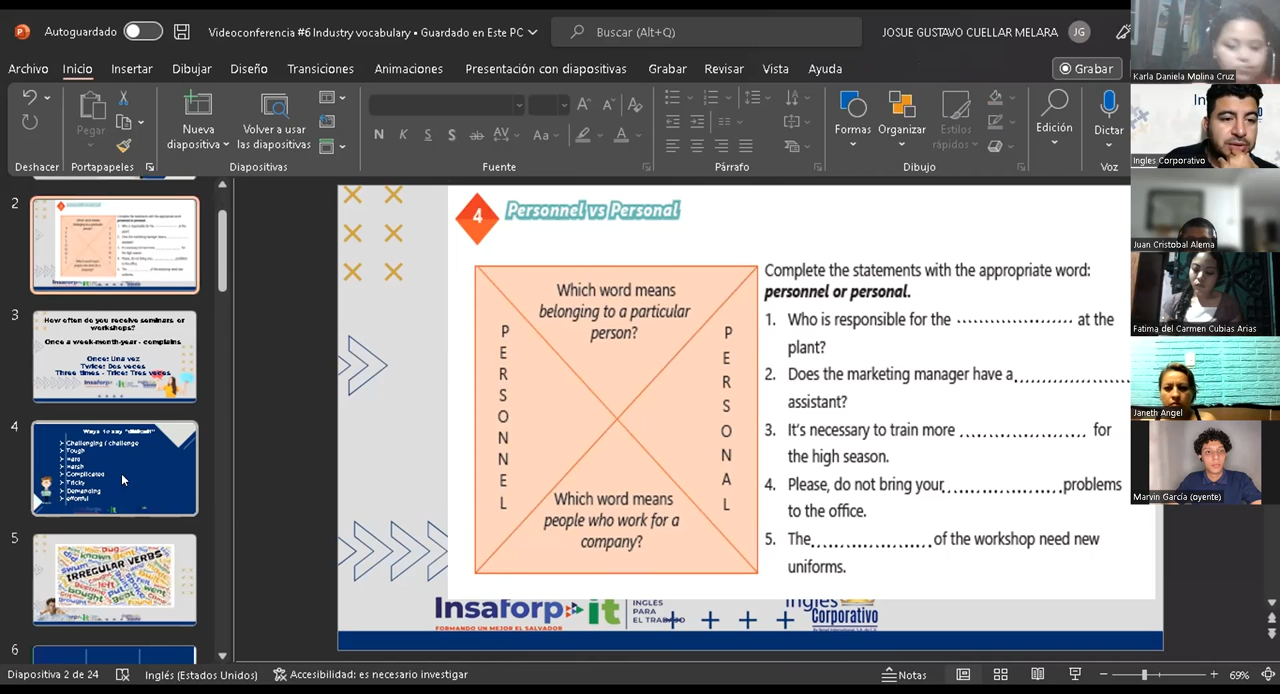 Autoguardado
Videoconferencia #6 Industry vocabulary • Guardado en Este PC
Buscar (Alt+Q)
JOSUE GUSTAVO CUELLAR MELARA
JG
Archivo Inicio Insertar Dibujar Diseño Transiciones Animaciones Presentación con diapositivas Grabar Revisar Vista Ayuda
Grabar
Pegar
Nueva diapositiva
Volver a usar las diapositivas
Formas
Organizar
Estilos rápidos
Edición
Dictar
Deshacer Portapapeles Diapositivas Fuente Párrafo Dibujo Voz
2
Personnel vs Personal
3
How often do you receive seminars or
workshops?
Once a week-month-year - complains
Once: Una vez
Twice: Dos veces
Three times - Trice: Tres veces
4
Ways to say "difficult"
Challenging / challenge
Tough
Hard
Harsh
Complicated
Tricky
Demanding
effortful
5
IRREGULAR VERBS
6
4
Personnel vs Personal
PERSONNEL
Which word means
belonging to a particular
person?
PERSONAL
Which word means
people who work for a
company?
Complete the statements with the appropriate word:
personnel or personal.
1. Who is responsible for the ...................... at the
plant?
2. Does the marketing manager have a......................
assistant?
3. It's necessary to train more ........................ for
the high season.
4. Please, do not bring your.......................problems
to the office.
5. The.......................of the workshop need new
uniforms.
Insaforp it
FORMANDO UN MEJOR EL SALVADOR
INGLÉS
PARA
EL TRABAJO
Inglés
Corporativo
Karla Daniela Molina Cruz
Ingles Corporativo
Juan Cristobal Alema
Fatima del Carmen Cubias Arias
Janeth Angel
Marvin García (oyente)
Diapositiva 2 de 24
Inglés (Estados Unidos)
Accesibilidad: es necesario investigar
Notas
69%